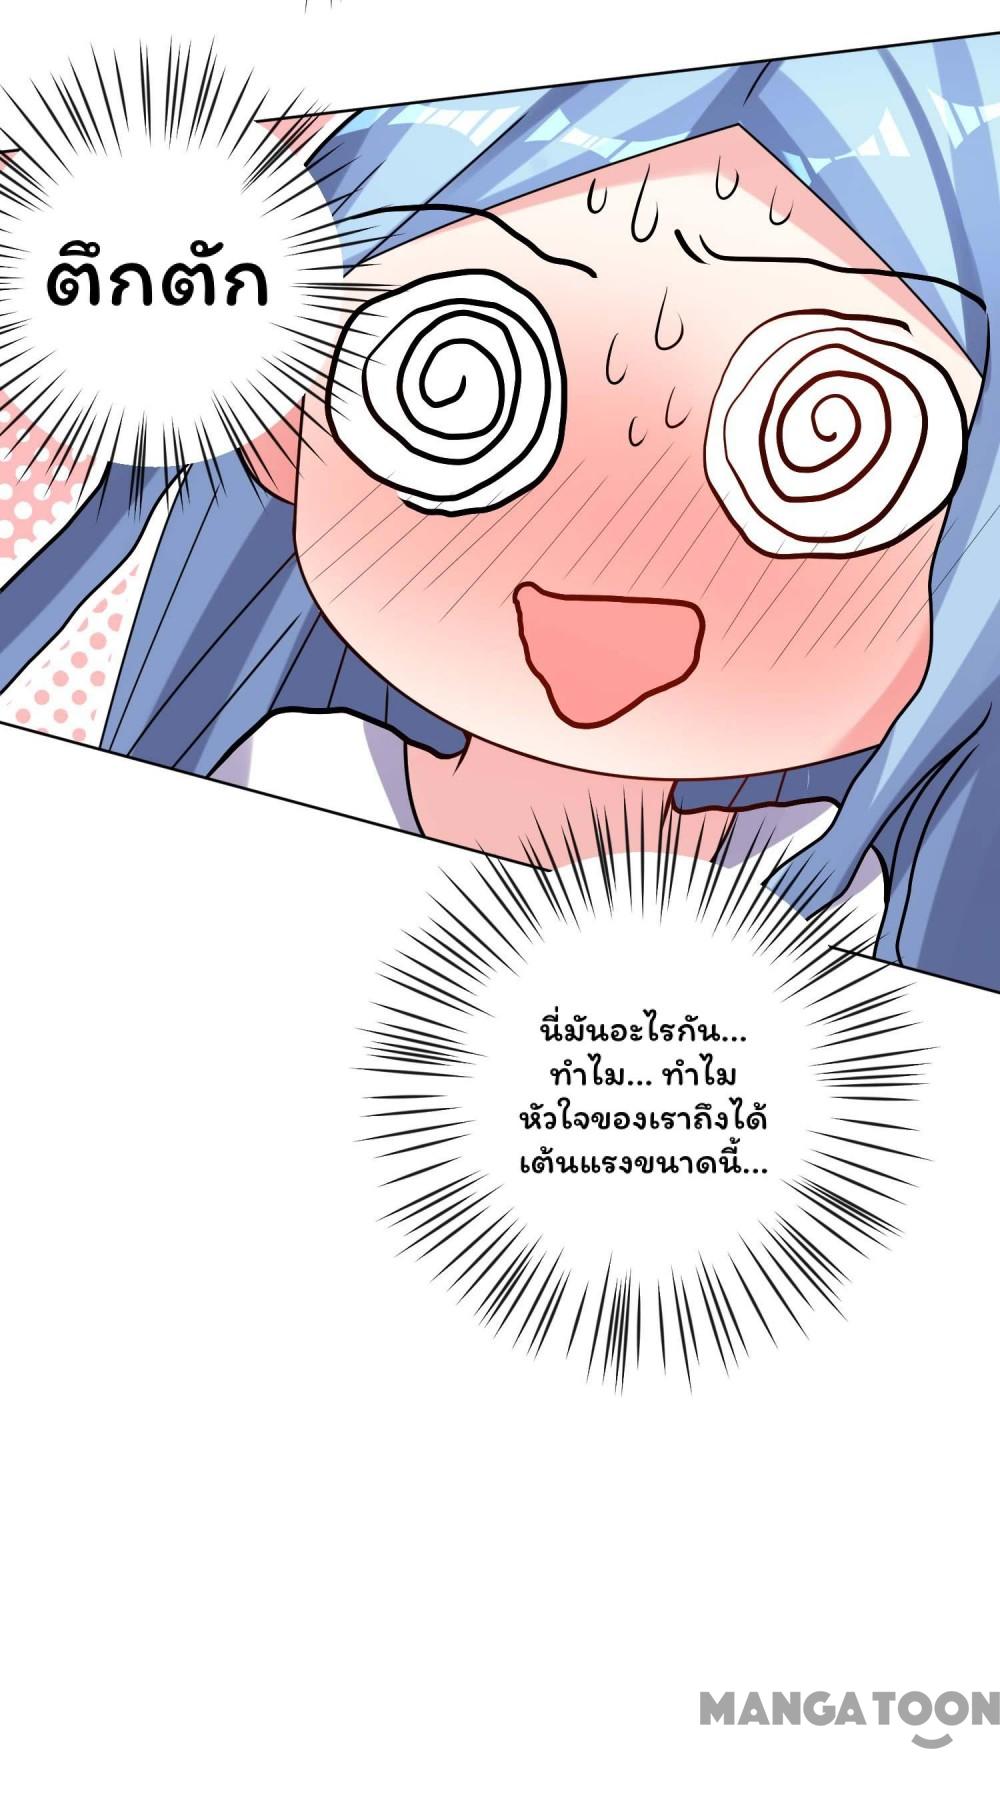 ตึกตัก
นี่มันอะไรกัน...
ทำไม... ทำไม
หัวใจของเราถึงได้
เต้นแรงขนาดนี้...
MANGATOON